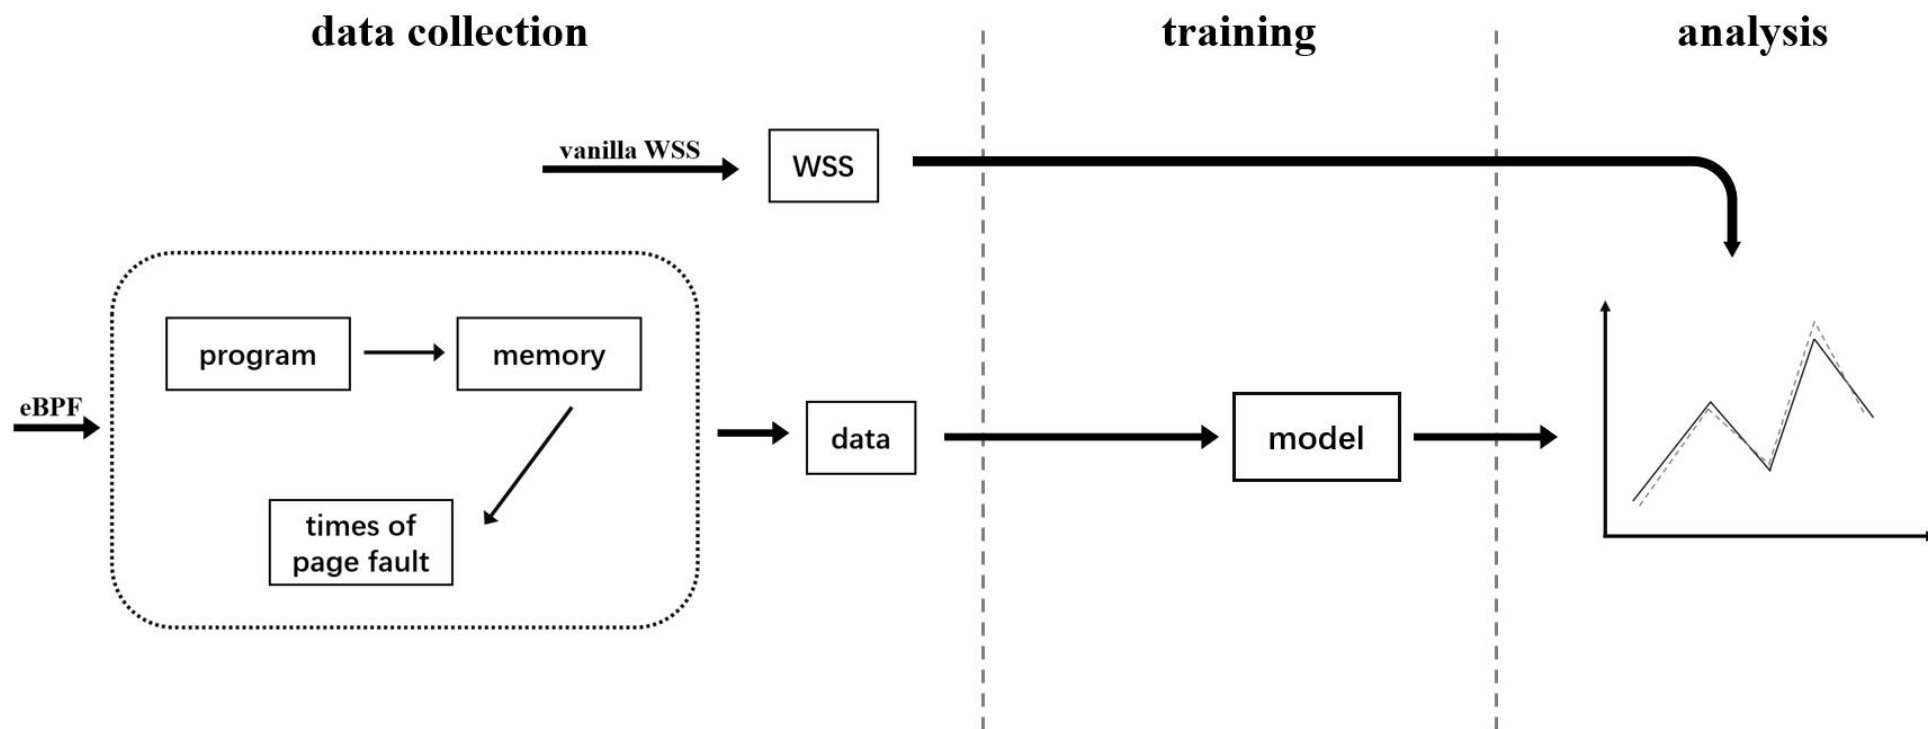 data collection
training
analysis
vanilla WSS
WSS
program
memory
eBPF
data
model
times of
page fault